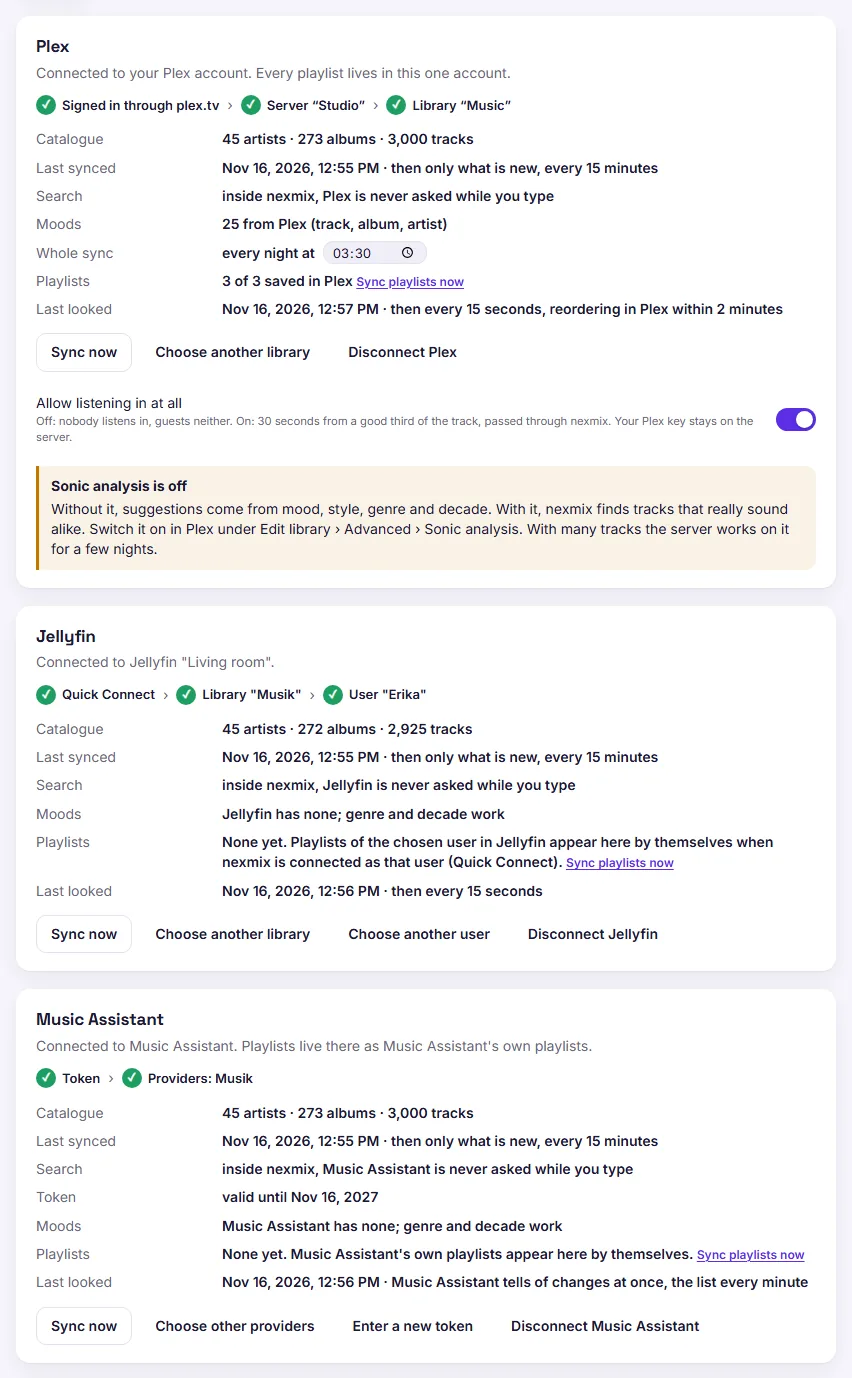 Plex
Connected to your Plex account. Every playlist lives in this one account.
Signed in through plex.tv › Server “Studio” › Library “Music”
Catalogue 45 artists · 273 albums · 3,000 tracks
Last synced Nov 16, 2026, 12:55 PM · then only what is new, every 15 minutes
Search inside nexmix, Plex is never asked while you type
Moods 25 from Plex (track, album, artist)
Whole sync every night at 03:30
Playlists 3 of 3 saved in Plex Sync playlists now
Last looked Nov 16, 2026, 12:57 PM · then every 15 seconds, reordering in Plex within 2 minutes
Sync now Choose another library Disconnect Plex
Allow listening in at all
Off: nobody listens in, guests neither. On: 30 seconds from a good third of the track, passed through nexmix. Your Plex key stays on the
server.
Sonic analysis is off
Without it, suggestions come from mood, style, genre and decade. With it, nexmix finds tracks that really sound
alike. Switch it on in Plex under Edit library › Advanced › Sonic analysis. With many tracks the server works on it
for a few nights.
Jellyfin
Connected to Jellyfin "Living room".
Quick Connect › Library "Musik" › User "Erika"
Catalogue 45 artists · 272 albums · 2,925 tracks
Last synced Nov 16, 2026, 12:55 PM · then only what is new, every 15 minutes
Search inside nexmix, Jellyfin is never asked while you type
Moods Jellyfin has none; genre and decade work
Playlists None yet. Playlists of the chosen user in Jellyfin appear here by themselves when
nexmix is connected as that user (Quick Connect). Sync playlists now
Last looked Nov 16, 2026, 12:56 PM · then every 15 seconds
Sync now Choose another library Choose another user Disconnect Jellyfin
Music Assistant
Connected to Music Assistant. Playlists live there as Music Assistant's own playlists.
Token › Providers: Musik
Catalogue 45 artists · 273 albums · 3,000 tracks
Last synced Nov 16, 2026, 12:55 PM · then only what is new, every 15 minutes
Search inside nexmix, Music Assistant is never asked while you type
Token valid until Nov 16, 2027
Moods Music Assistant has none; genre and decade work
Playlists None yet. Music Assistant's own playlists appear here by themselves. Sync playlists now
Last looked Nov 16, 2026, 12:56 PM · Music Assistant tells of changes at once, the list every minute
Sync now Choose other providers Enter a new token Disconnect Music Assistant